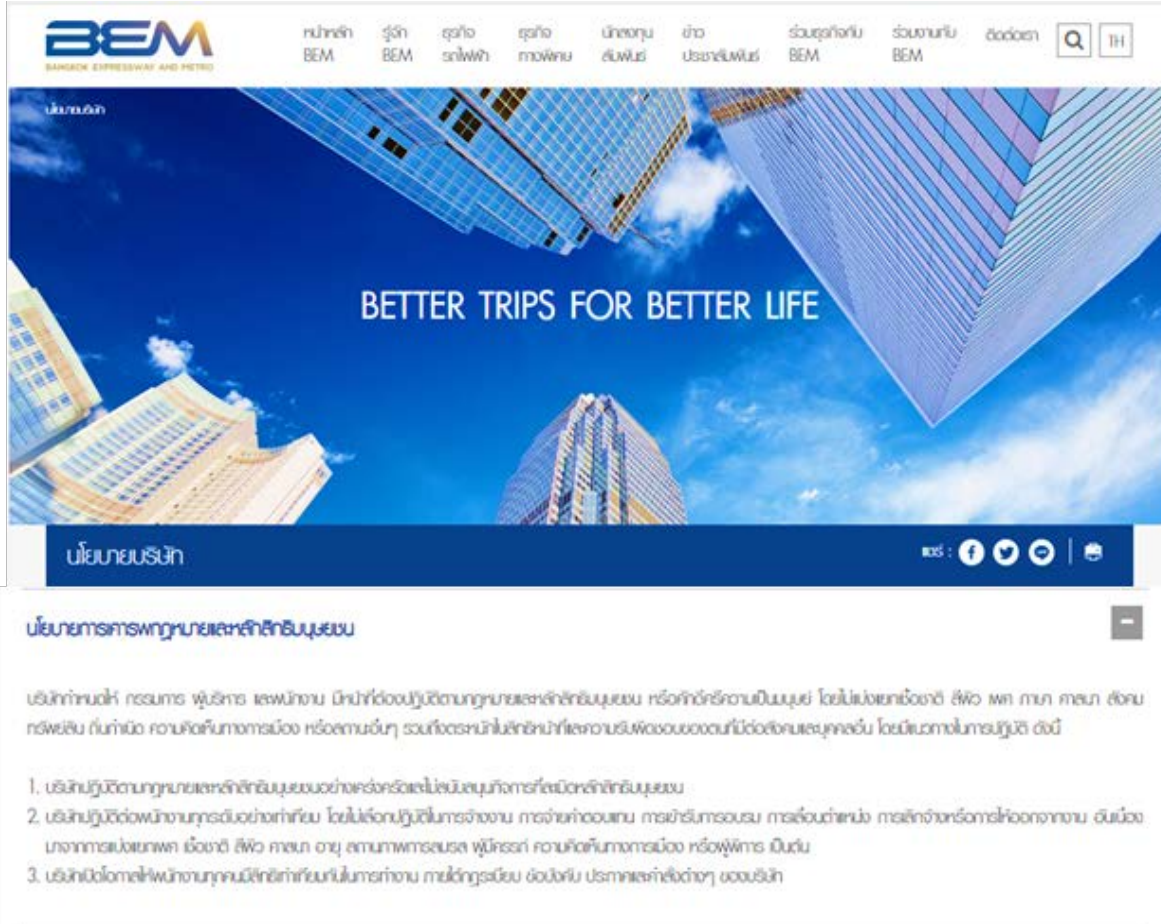 BEM
BANGKOK EXPRESSWAY AND METRO
หน้าหลัก BEM
รู้จัก BEM
ธุรกิจ รถไฟฟ้า
ธุรกิจ ทางพิเศษ
นักลงทุน สัมพันธ์
ข่าว ประชาสัมพันธ์
ร่วมธุรกิจกับ BEM
ร่วมงานกับ BEM
ติดต่อเรา
TH
นโยบายบริษัท
BETTER TRIPS FOR BETTER LIFE
นโยบายบริษัท
แชร์ :
นโยบายการเคารพกฎหมายและหลักสิทธิมนุษยชน
บริษัทกำหนดให้ กรรมการ ผู้บริหาร และพนักงาน มีหน้าที่ต้องปฏิบัติตามกฎหมายและหลักสิทธิมนุษยชน หรือศักดิ์ศรีความเป็นมนุษย์ โดยไม่แบ่งแยกเชื้อชาติ สีผิว เพศ ภาษา ศาสนา สังคม
ทรัพย์สิน ถิ่นกำเนิด ความคิดเห็นทางการเมือง หรือสถานะอื่นๆ รวมถึงตระหนักในสิทธิหน้าที่และความรับผิดชอบของตนที่มีต่อสังคมและบุคคลอื่น โดยมีแนวทางในการปฏิบัติ ดังนี้
1. บริษัทปฏิบัติตามกฎหมายและหลักสิทธิมนุษยชนอย่างเคร่งครัดและไม่สนับสนุนกิจการที่ละเมิดหลักสิทธิมนุษยชน
2. บริษัทปฏิบัติต่อพนักงานทุกระดับอย่างเท่าเทียม โดยไม่เลือกปฏิบัติในการจ้างงาน การจ่ายค่าตอบแทน การเข้ารับการอบรม การเลื่อนตำแหน่ง การเลิกจ้างหรือการให้ออกจากงาน อันเนื่อง
มาจากการแบ่งแยกเพศ เชื้อชาติ สีผิว ศาสนา อายุ สถานภาพการสมรส ผู้มีครรภ์ ความคิดเห็นทางการเมือง หรือผู้พิการ เป็นต้น
3. บริษัทเปิดโอกาสให้พนักงานทุกคนมีสิทธิเท่าเทียมกันในการทำงาน ภายใต้กฎระเบียบ ข้อบังคับ ประกาศและคำสั่งต่างๆ ของบริษัท